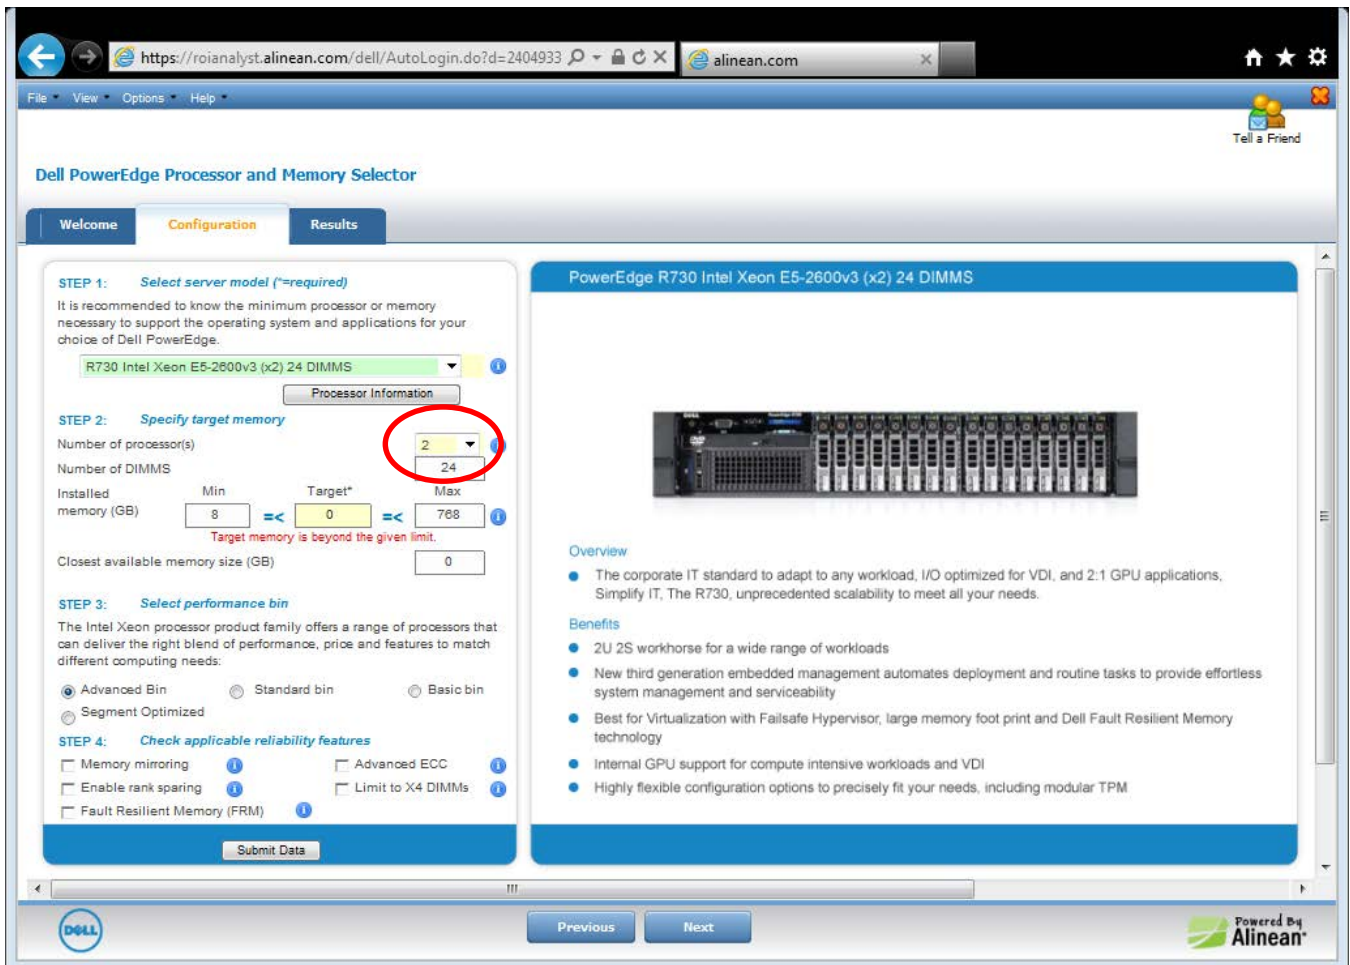 https://roianalyst.alinean.com/dell/AutoLogin.do?d=2404933
alinean.com
File View Options Help
Tell a Friend
Dell PowerEdge Processor and Memory Selector
Welcome Configuration Results
STEP 1: Select server model (*=required)
It is recommended to know the minimum processor or memory
necessary to support the operating system and applications for your
choice of Dell PowerEdge.
R730 Intel Xeon E5-2600v3 (x2) 24 DIMMS
Processor Information
STEP 2: Specify target memory
Number of processor(s) 2
Number of DIMMS 24
Installed Min Target* Max
memory (GB) 8 =< 0 =< 768
Target memory is beyond the given limit.
Closest available memory size (GB) 0
STEP 3: Select performance bin
The Intel Xeon processor product family offers a range of processors that
can deliver the right blend of performance, price and features to match
different computing needs:
Advanced Bin Standard bin Basic bin
Segment Optimized
STEP 4: Check applicable reliability features
Memory mirroring Advanced ECC
Enable rank sparing Limit to X4 DIMMs
Fault Resilient Memory (FRM)
Submit Data
PowerEdge R730 Intel Xeon E5-2600v3 (x2) 24 DIMMS
Overview
The corporate IT standard to adapt to any workload, I/O optimized for VDI, and 2:1 GPU applications,
Simplify IT, The R730, unprecedented scalability to meet all your needs.
Benefits
2U 2S workhorse for a wide range of workloads
New third generation embedded management automates deployment and routine tasks to provide effortless
system management and serviceability
Best for Virtualization with Failsafe Hypervisor, large memory foot print and Dell Fault Resilient Memory
technology
Internal GPU support for compute intensive workloads and VDI
Highly flexible configuration options to precisely fit your needs, including modular TPM
DELL
Previous Next
Powered By
Alinean